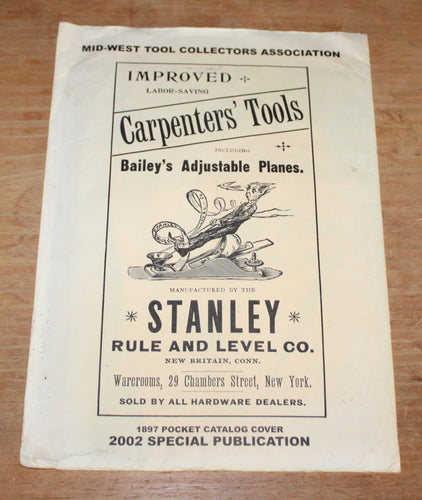 MID-WEST TOOL COLLECTORS ASSOCIATION
IMPROVED
LABOR-SAVING
Carpenters' Tools
INCLUDING
Bailey's Adjustable Planes.
MANUFACTURED BY THE
STANLEY
RULE AND LEVEL CO.
NEW BRITAIN, CONN.
Warerooms, 29 Chambers Street, New York.
SOLD BY ALL HARDWARE DEALERS.
1897 POCKET CATALOG COVER
2002 SPECIAL PUBLICATION